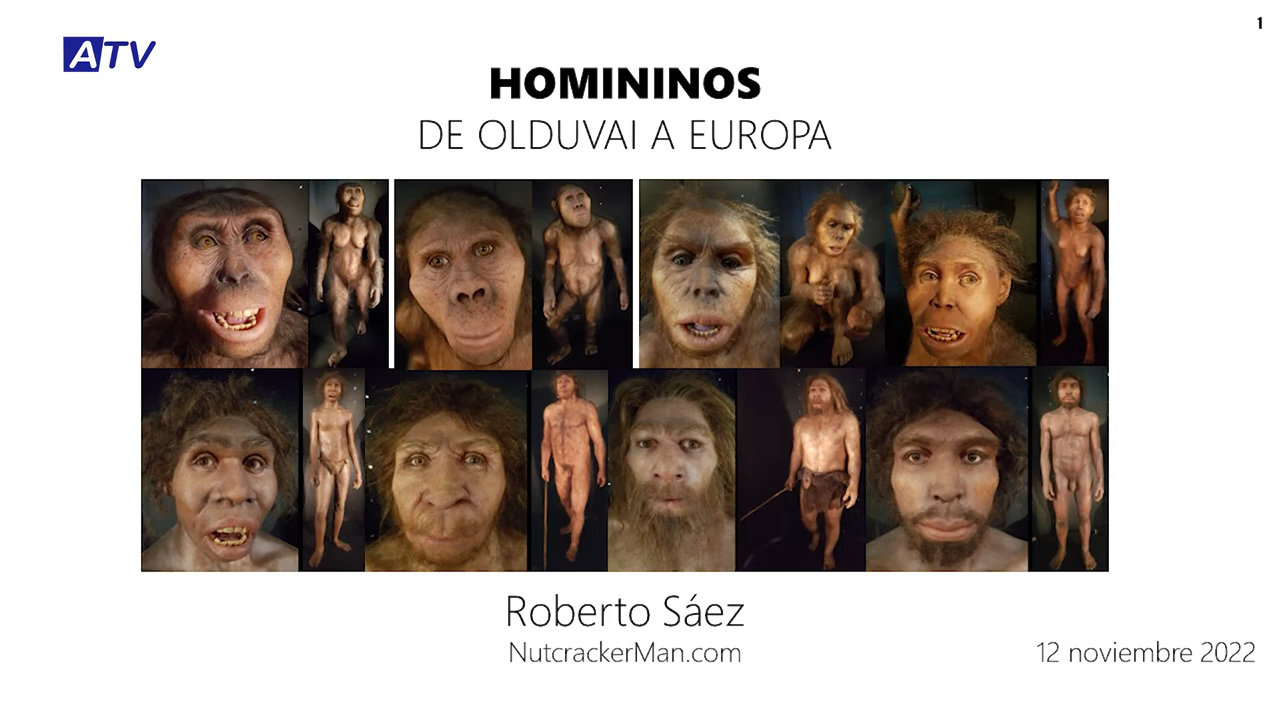 1
ATV
HOMININOS
DE OLDUVAI A EUROPA
Roberto Sáez
NutcrackerMan.com
12 noviembre 2022